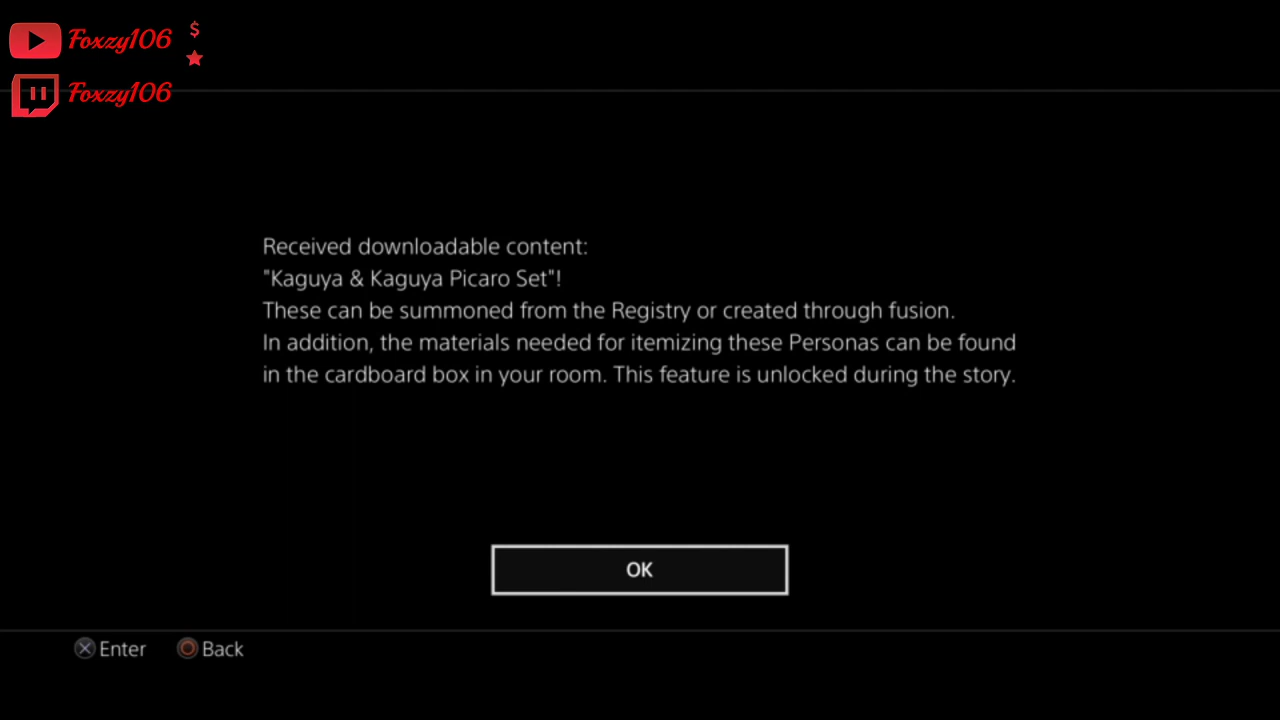 Foxzy106
$
Foxzy106
Received downloadable content:
"Kaguya & Kaguya Picaro Set"!
These can be summoned from the Registry or created through fusion.
In addition, the materials needed for itemizing these Personas can be found
in the cardboard box in your room. This feature is unlocked during the story.
OK
Enter Back